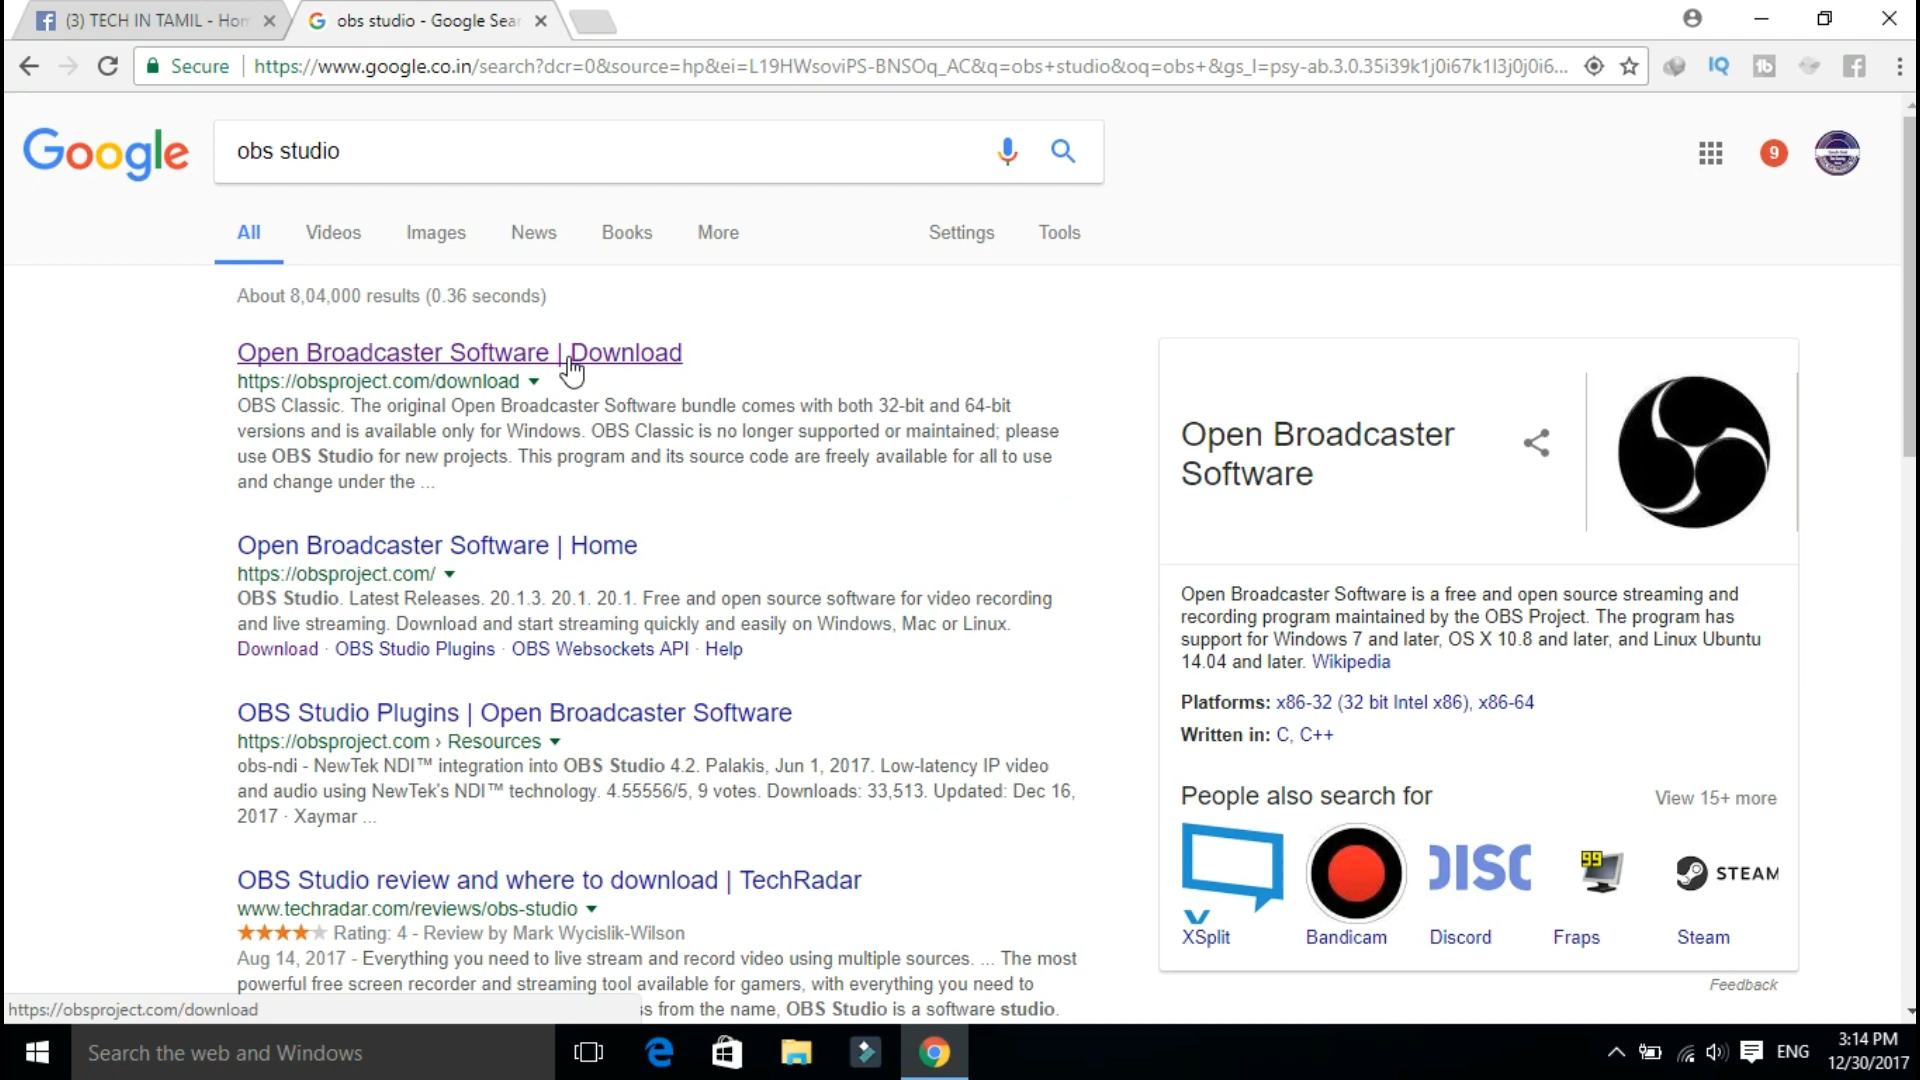 (3) TECH IN TAMIL - Hom
obs studio - Google Sear
Secure
https://www.google.co.in/search?dcr=0&source=hp&ei=L19HWsoviPS-BNSOq_AC&q=obs+studio&oq=obs+&gs_l=psy-ab.3.0.35i39k1j0i67k1l3j0j0i6...
IQ
Google
obs studio
9
All
Videos
Images
News
Books
More
Settings
Tools
About 8,04,000 results (0.36 seconds)
Open Broadcaster Software | Download
https://obsproject.com/download
OBS Classic. The original Open Broadcaster Software bundle comes with both 32-bit and 64-bit
versions and is available only for Windows. OBS Classic is no longer supported or maintained; please
use OBS Studio for new projects. This program and its source code are freely available for all to use
and change under the ...
Open Broadcaster Software | Home
https://obsproject.com/
OBS Studio. Latest Releases. 20.1.3. 20.1. 20.1. Free and open source software for video recording
and live streaming. Download and start streaming quickly and easily on Windows, Mac or Linux.
Download · OBS Studio Plugins · OBS Websockets API · Help
OBS Studio Plugins | Open Broadcaster Software
https://obsproject.com › Resources
obs-ndi - NewTek NDI™ integration into OBS Studio 4.2. Palakis, Jun 1, 2017. Low-latency IP video
and audio using NewTek's NDI™ technology. 4.55556/5, 9 votes. Downloads: 33,513. Updated: Dec 16,
2017 · Xaymar ...
OBS Studio review and where to download | TechRadar
www.techradar.com/reviews/obs-studio
Rating: 4 - Review by Mark Wycislik-Wilson
Aug 14, 2017 - Everything you need to live stream and record video using multiple sources. ... The most
powerful free screen recorder and streaming tool available for gamers, with everything you need to
ss from the name, OBS Studio is a software studio.
Open Broadcaster
Software
Open Broadcaster Software is a free and open source streaming and
recording program maintained by the OBS Project. The program has
support for Windows 7 and later, OS X 10.8 and later, and Linux Ubuntu
14.04 and later. Wikipedia
Platforms: x86-32 (32 bit Intel x86), x86-64
Written in: C, C++
People also search for
View 15+ more
DISC
99
STEAM
XSplit
Bandicam
Discord
Fraps
Steam
Feedback
https://obsproject.com/download
Search the web and Windows
ENG
3:14 PM
12/30/2017